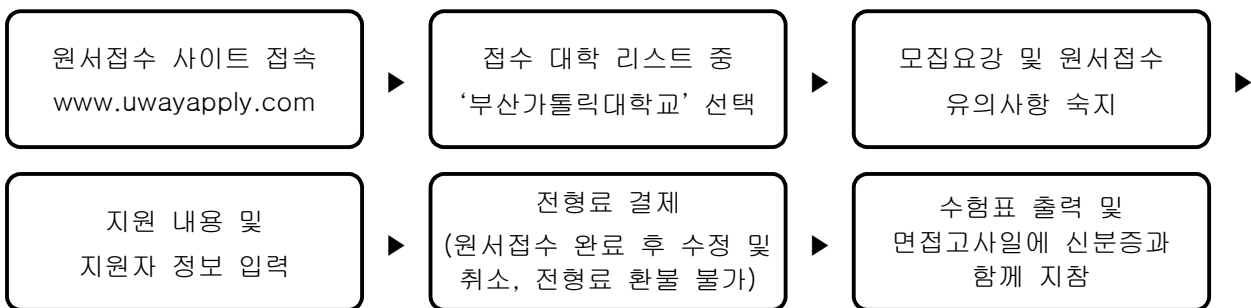 원서접수 사이트 접속
www.uwayapply.com
▶
접수 대학 리스트 중
‘부산가톨릭대학교’ 선택
▶
모집요강 및 원서접수
유의사항 숙지
▶
지원 내용 및
지원자 정보 입력
▶
전형료 결제
(원서접수 완료 후 수정 및
취소, 전형료 환불 불가)
▶
수험표 출력 및
면접고사일에 신분증과
함께 지참